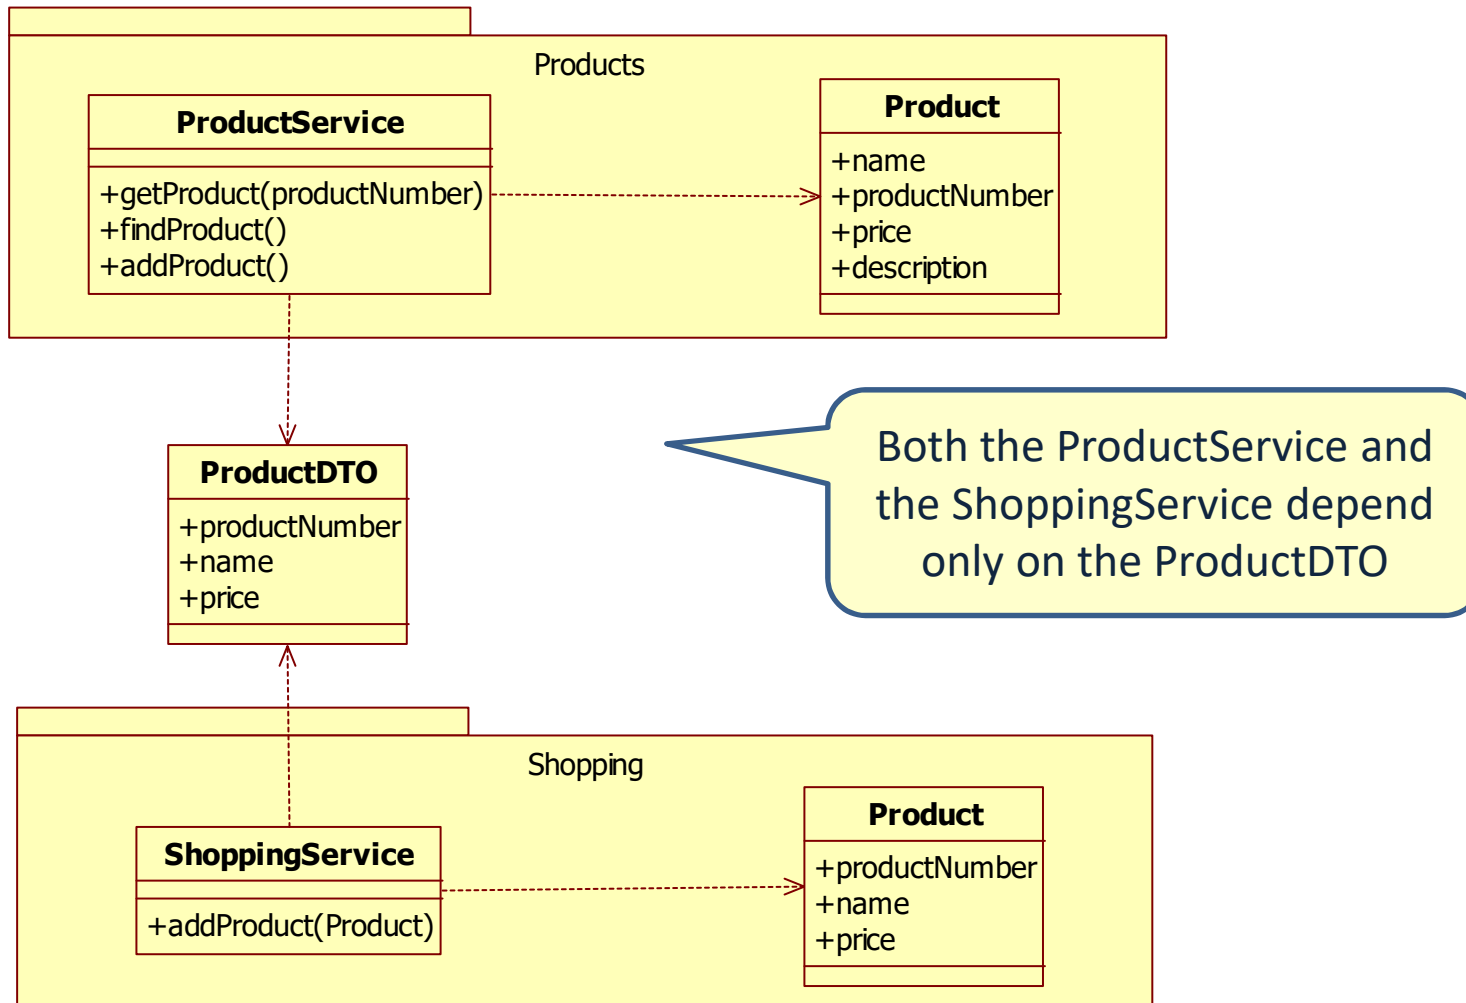 Products
ProductService
+getProduct(productNumber)
+findProduct()
+addProduct()
Product
+name
+productNumber
+price
+description
ProductDTO
+productNumber
+name
+price
Both the ProductService and
the ShoppingService depend
only on the ProductDTO
Shopping
ShoppingService
+addProduct(Product)
Product
+productNumber
+name
+price